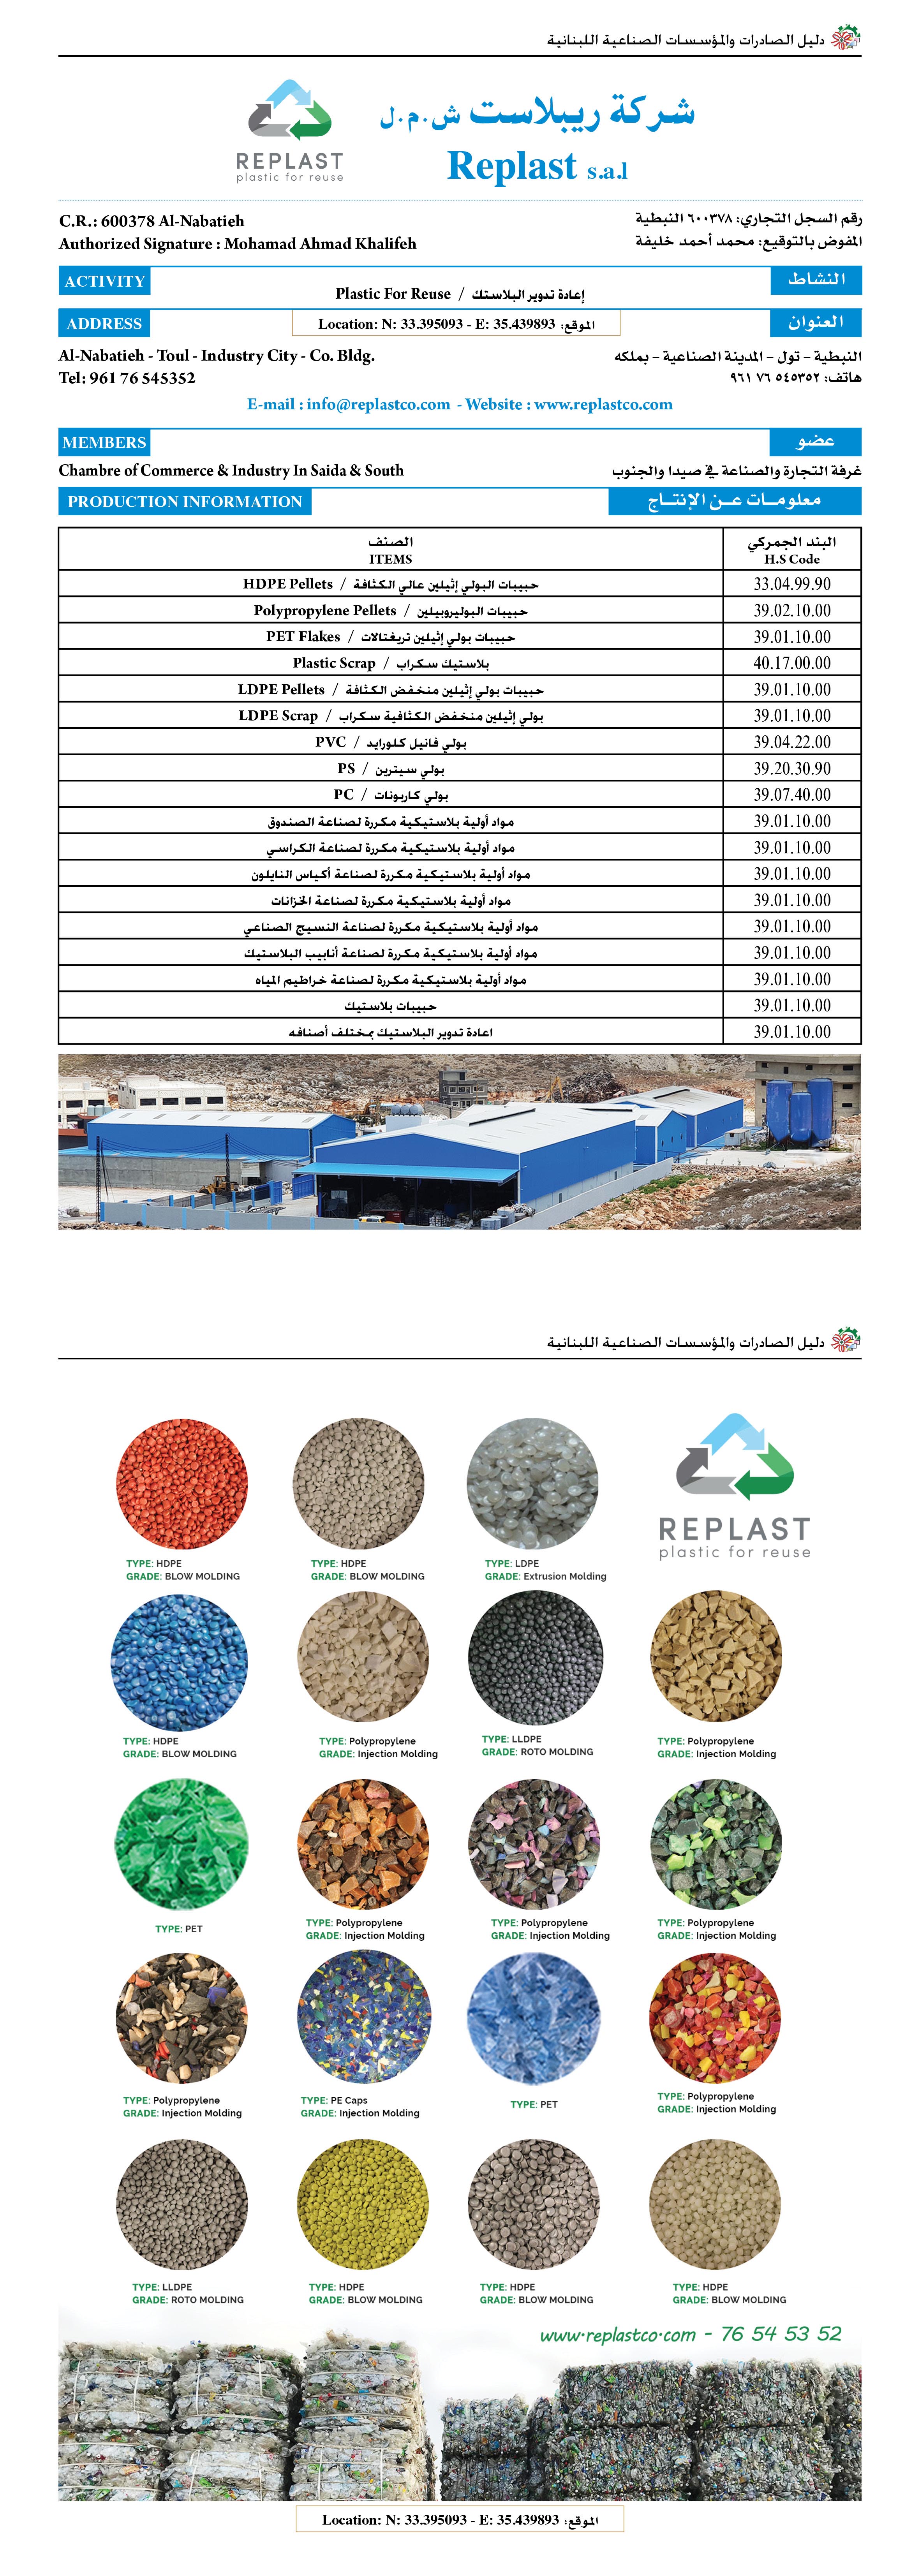 دليل الصادرات والمؤسسات الصناعية اللبنانية
شركة ريبلاست ش.م.ل
Replast s.a.l
REPLAST
plastic for reuse
رقم السجل التجاري: ٦٠٠٣٧٨ النبطية
C.R.: 600378 Al-Nabatieh
المفوض بالتوقيع: محمد أحمد خليفة
Authorized Signature : Mohamad Ahmad Khalifeh
ACTIVITY
النشاط
Plastic For Reuse / إعادة تدوير البلاستك
ADDRESS
العنوان
Location: N: 33.395093 - E: 35.439893 :الموقع
Al-Nabatieh - Toul - Industry City - Co. Bldg.
النبطية - تول - المدينة الصناعية - بملكه
Tel: 961 76 545352
هاتف: ٥٤٥٣٥٢ ٧٦ ٩٦١
E-mail : info@replastco.com - Website : www.replastco.com
MEMBERS
عضو
Chambre of Commerce & Industry In Saida & South
غرفة التجارة والصناعة في صيدا والجنوب
PRODUCTION INFORMATION
معلومـات عـن الإنتـاج
الصنف
ITEMS
البند الجمركي
H.S Code
HDPE Pellets / حبيبات البولي إثيلين عالي الكثافة 33.04.99.90
Polypropylene Pellets / حبيبات البوليروبيلين 39.02.10.00
PET Flakes / حبيبات بولي إثيلين تريغتالات 39.01.10.00
Plastic Scrap / بلاستيك سكراب 40.17.00.00
LDPE Pellets / حبيبات بولي إثيلين منخفض الكثافة 39.01.10.00
LDPE Scrap / بولي إثيلين منخفض الكثافية سكراب 39.01.10.00
PVC / بولي فانيل كلورايد 39.04.22.00
PS / بولي سيترين 39.20.30.90
PC / بولي كاربونات 39.07.40.00
مواد أولية بلاستيكية مكررة لصناعة الصندوق 39.01.10.00
مواد أولية بلاستيكية مكررة لصناعة الكراسي 39.01.10.00
مواد أولية بلاستيكية مكررة لصناعة أكياس النايلون 39.01.10.00
مواد أولية بلاستيكية مكررة لصناعة الخزانات 39.01.10.00
مواد أولية بلاستيكية مكررة لصناعة النسيج الصناعي 39.01.10.00
مواد أولية بلاستيكية مكررة لصناعة أنابيب البلاستيك 39.01.10.00
مواد أولية بلاستيكية مكررة لصناعة خراطيم المياه 39.01.10.00
حبيبات بلاستيك 39.01.10.00
اعادة تدوير البلاستيك بمختلف أصنافه 39.01.10.00
دليل الصادرات والمؤسسات الصناعية اللبنانية
REPLAST
plastic for reuse
TYPE: HDPE
GRADE: BLOW MOLDING
TYPE: HDPE
GRADE: BLOW MOLDING
TYPE: LDPE
GRADE: Extrusion Molding
TYPE: HDPE
GRADE: BLOW MOLDING
TYPE: Polypropylene
GRADE: Injection Molding
TYPE: LLDPE
GRADE: ROTO MOLDING
TYPE: Polypropylene
GRADE: Injection Molding
TYPE: PET
TYPE: Polypropylene
GRADE: Injection Molding
TYPE: Polypropylene
GRADE: Injection Molding
TYPE: Polypropylene
GRADE: Injection Molding
TYPE: Polypropylene
GRADE: Injection Molding
TYPE: PE Caps
GRADE: Injection Molding
TYPE: PET
TYPE: Polypropylene
GRADE: Injection Molding
TYPE: LLDPE
GRADE: ROTO MOLDING
TYPE: HDPE
GRADE: BLOW MOLDING
TYPE: HDPE
GRADE: BLOW MOLDING
TYPE: HDPE
GRADE: BLOW MOLDING
www.replastco.com - 76 54 53 52
Location: N: 33.395093 - E: 35.439893 :الموقع